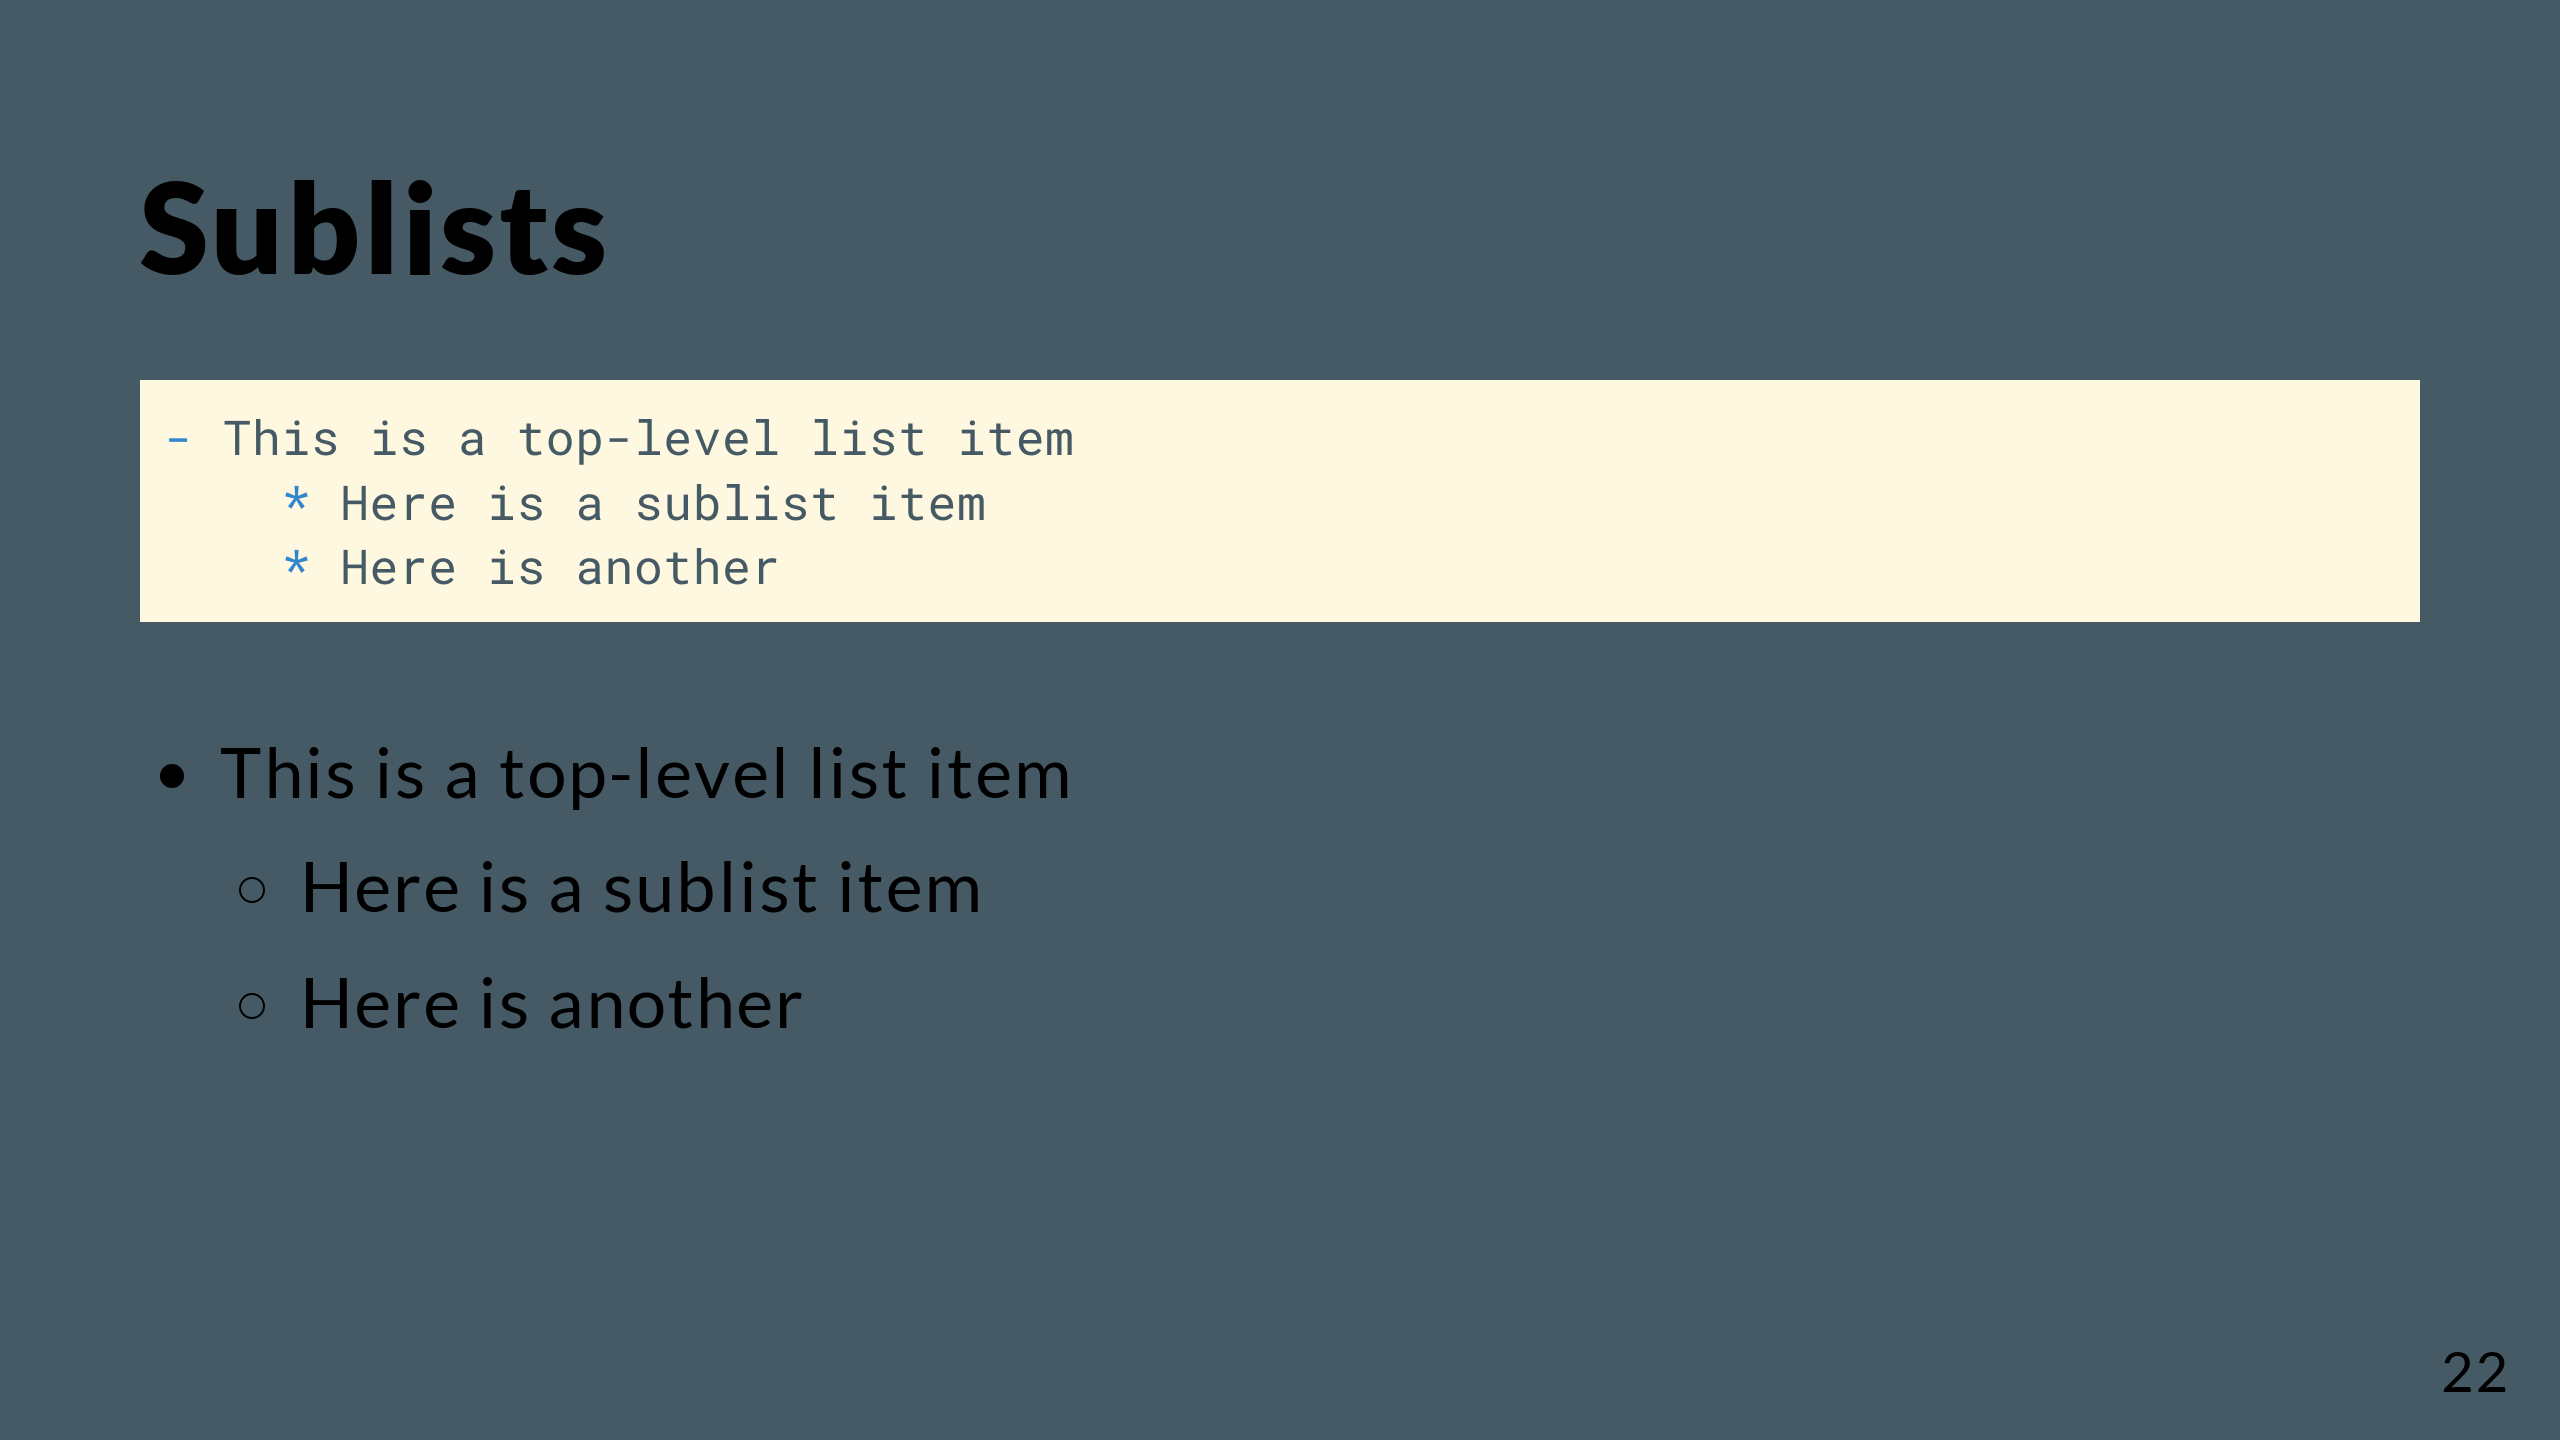 Sublists
- This is a top-level list item
    * Here is a sublist item
    * Here is another
• This is a top-level list item
○ Here is a sublist item
○ Here is another
22